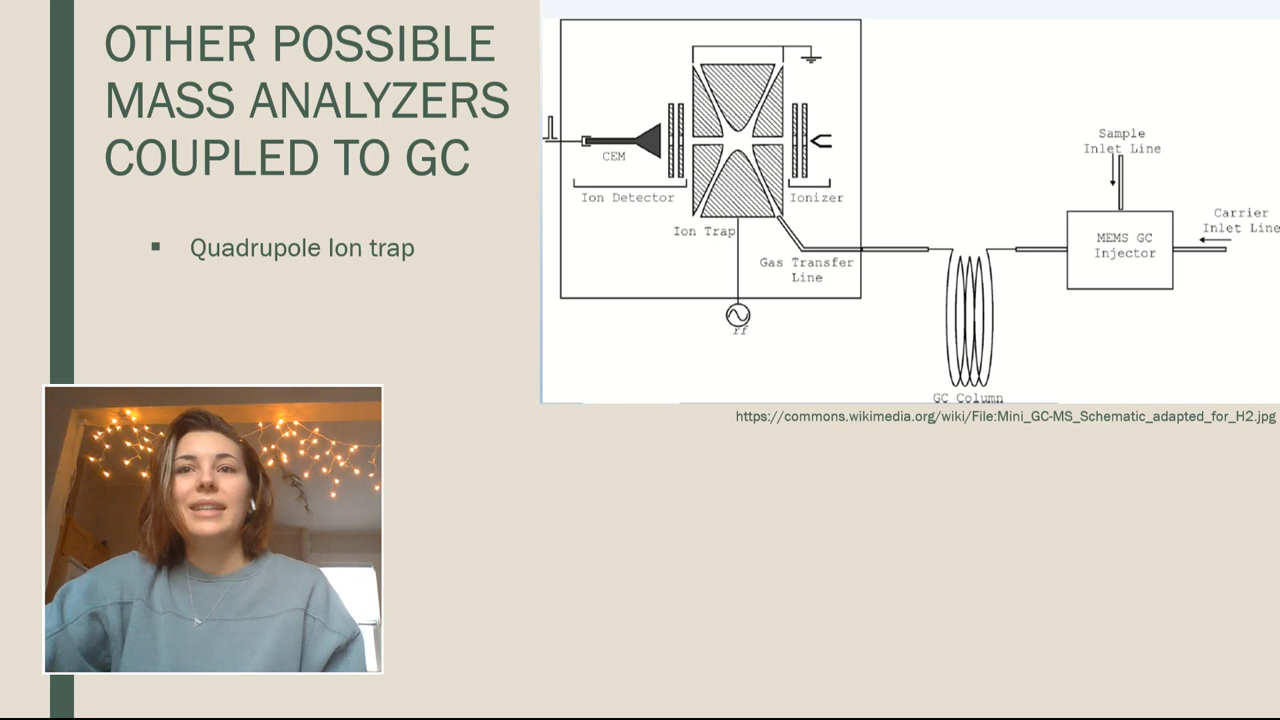 OTHER POSSIBLE
MASS ANALYZERS
COUPLED TO GC
▪ Quadrupole Ion trap
CEM
Ion Detector
Ionizer
Ion Trap
Gas Transfer
Line
rf
Sample
Inlet Line
Carrier
Inlet Line
MEMS GC
Injector
GC Column
https://commons.wikimedia.org/wiki/File:Mini_GC-MS_Schematic_adapted_for_H2.jpg